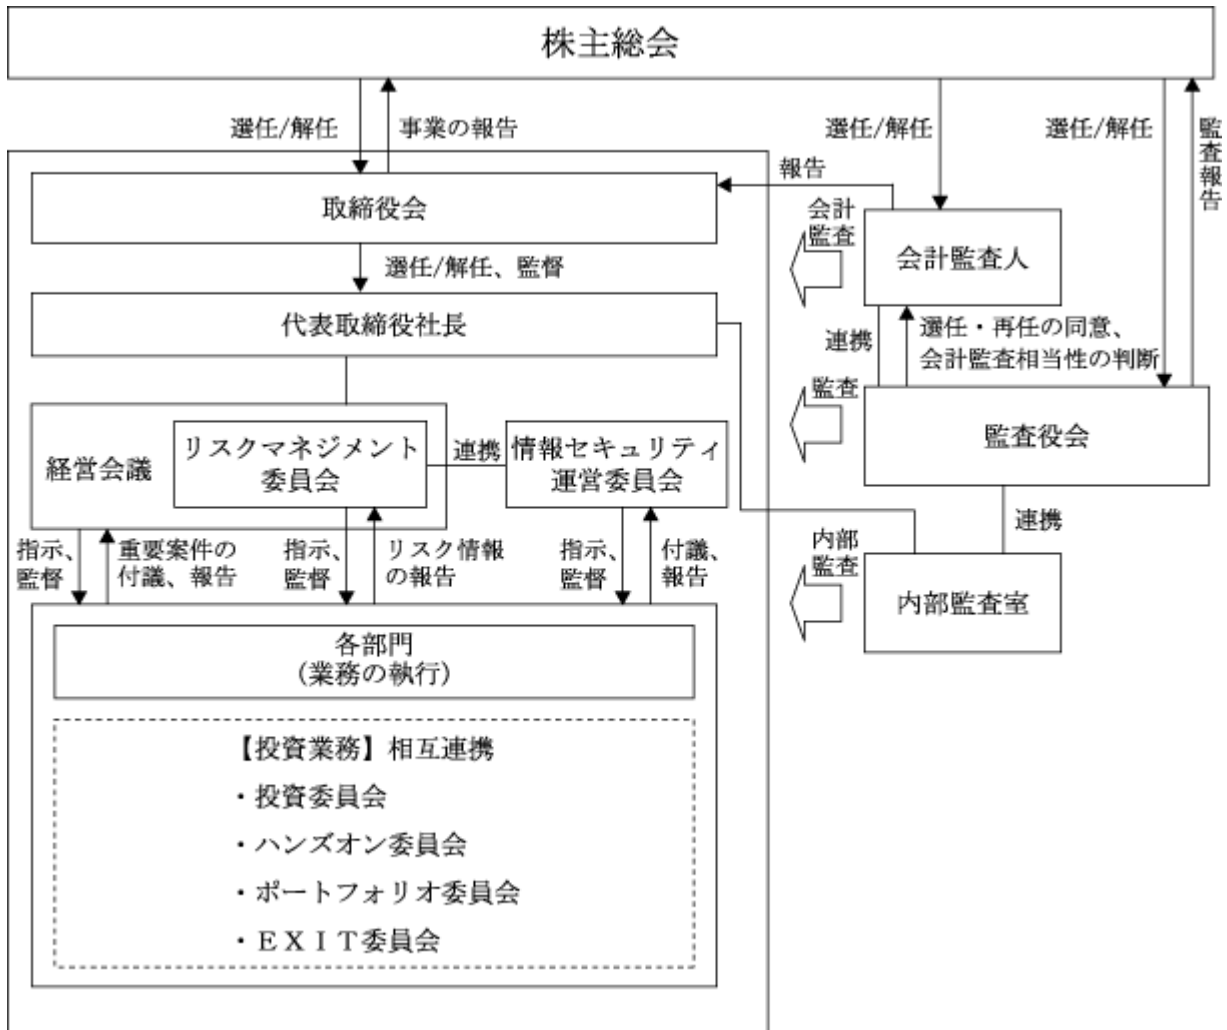 株主総会
選任/解任
事業の報告
選任/解任
選任/解任
監査報告
取締役会
報告
会計
監査
会計監査人
選任/解任、監督
代表取締役社長
連携
選任・再任の同意、
会計監査相当性の判断
監査
監査役会
経営会議
リスクマネジメント
委員会
連携
情報セキュリティ
運営委員会
連携
指示、
監督
重要案件の
付議、報告
指示、
監督
リスク情報
の報告
指示、
監督
付議、
報告
内部
監査
内部監査室
各部門
(業務の執行)
【投資業務】相互連携
・投資委員会
・ハンズオン委員会
・ポートフォリオ委員会
・ＥＸＩＴ委員会